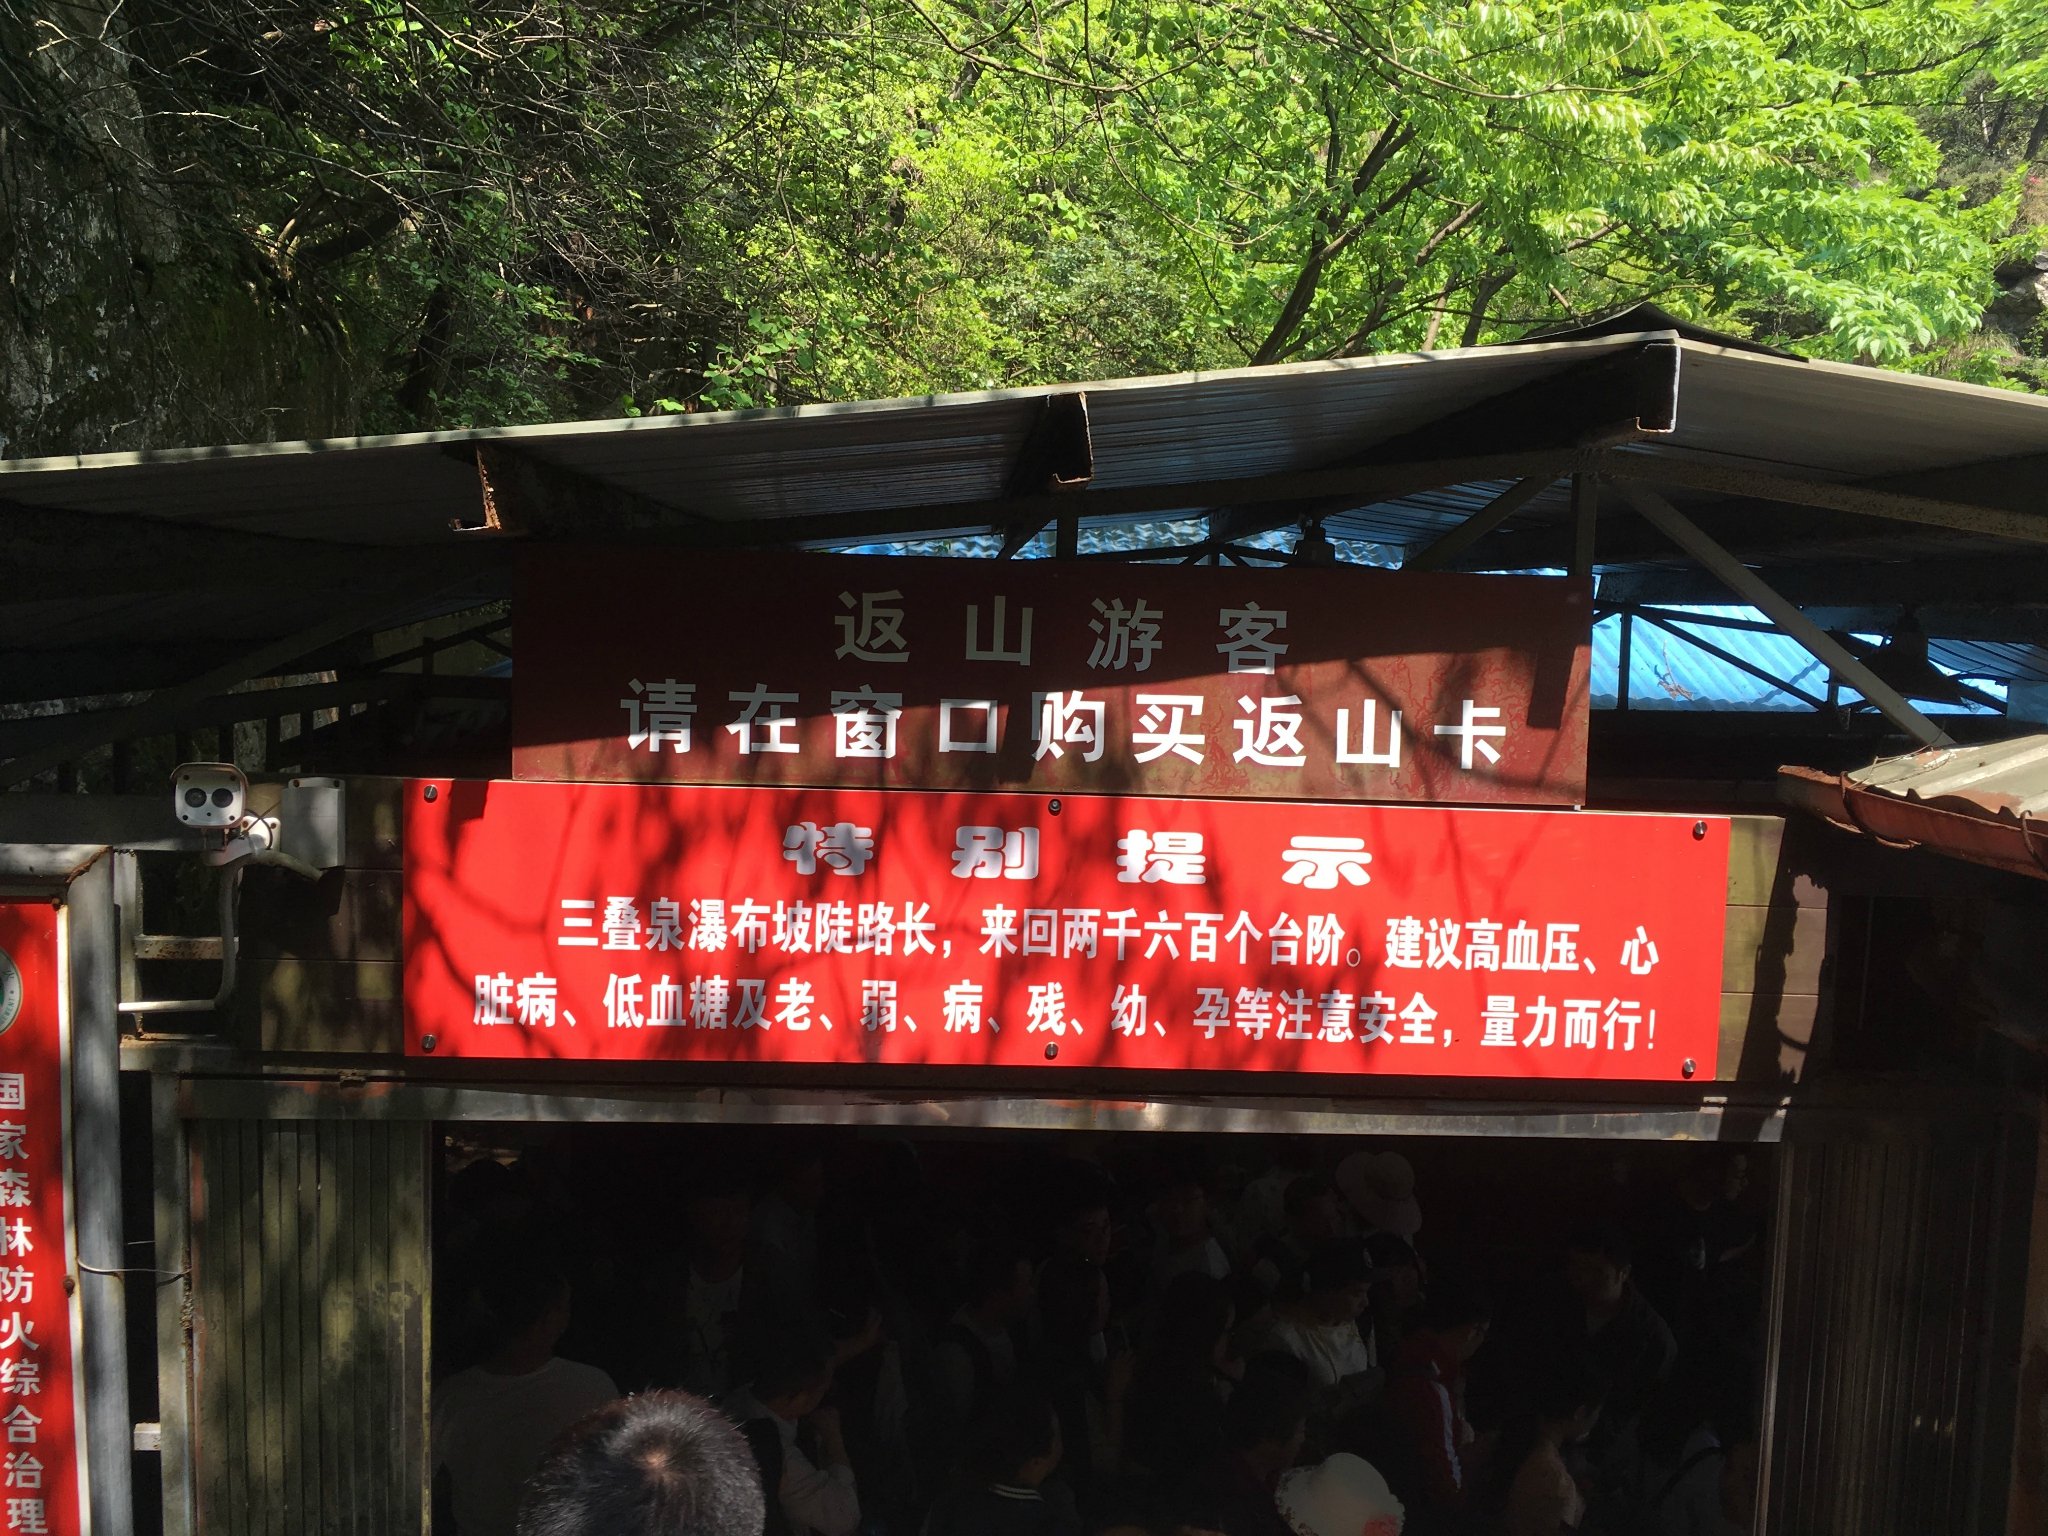 返山游客
请在窗口购买返山卡
特别提示
三叠泉瀑布坡陡路长，来回两千六百个台阶。建议高血压、心
脏病、低血糖及老、弱、病、残、幼、孕等注意安全，量力而行！
国家森林防火综合治理